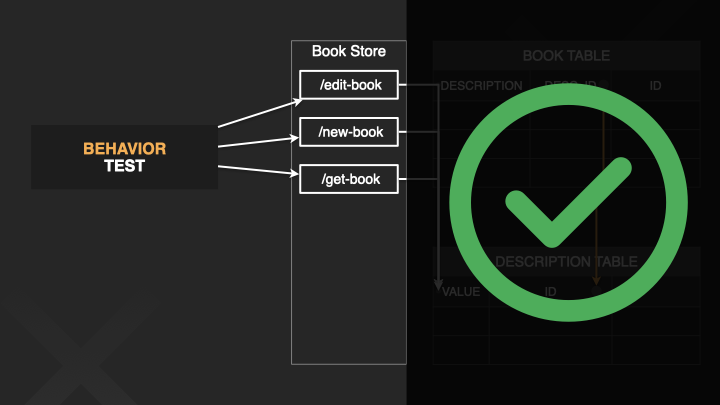 Book Store
/edit-book
/new-book
/get-book
BEHAVIOR
TEST
BOOK TABLE
DESCRIPTION
DESC_ID
ID
DESCRIPTION TABLE
VALUE
ID